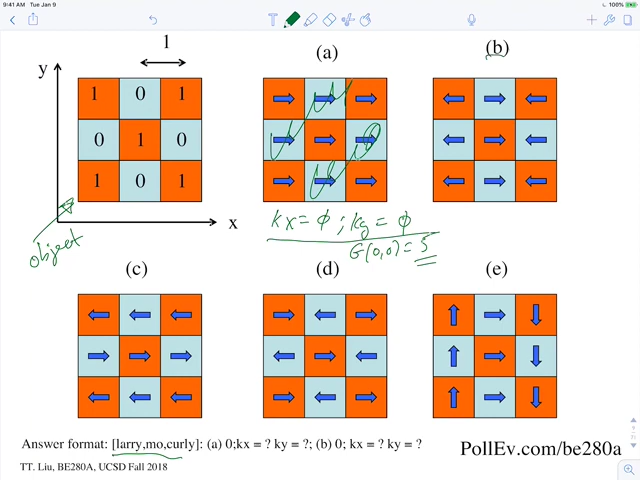 9:41 AM Tue Jan 9
100%
T
1
(a)
(b)
y
1 0 1
0 1 0
1 0 1
x
object
kx = φ ; ky = φ
G(0,0) = 5
(c)
(d)
(e)
Answer format: [larry,mo,curly]: (a) 0;kx = ? ky = ?; (b) 0; kx = ? ky = ?
PollEv.com/be280a
TT. Liu, BE280A, UCSD Fall 2018